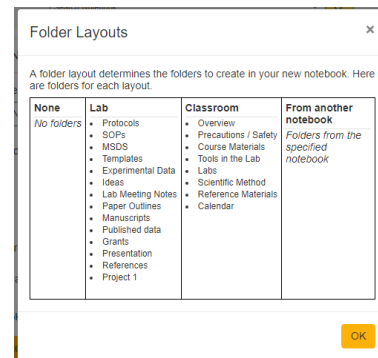 Folder Layouts ×
A folder layout determines the folders to create in your new notebook. Here
are folders for each layout.
None
No folders
Lab
• Protocols
• SOPs
• MSDS
• Templates
• Experimental Data
• Ideas
• Lab Meeting Notes
• Paper Outlines
• Manuscripts
• Published data
• Grants
• Presentation
• References
• Project 1
Classroom
• Overview
• Precautions / Safety
• Course Materials
• Tools in the Lab
• Labs
• Scientific Method
• Reference Materials
• Calendar
From another
notebook
Folders from the
specified
notebook
OK